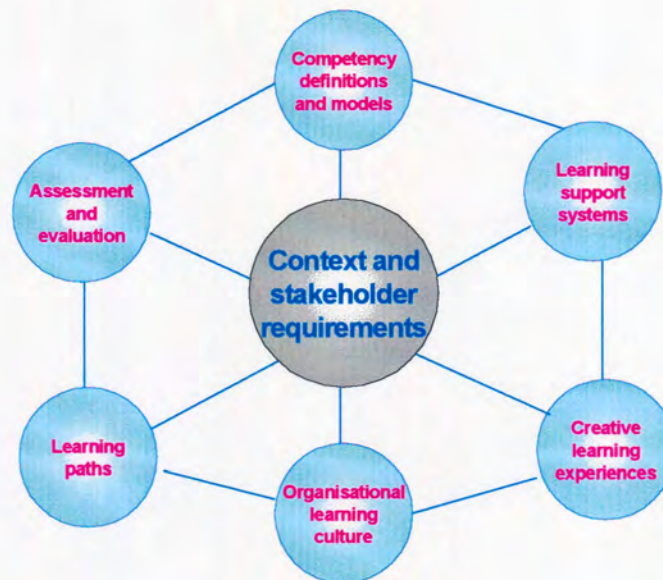 Competency
definitions
and models
Assessment
and
evaluation
Learning
support
systems
Context and
stakeholder
requirements
Learning
paths
Organisational
learning
culture
Creative
learning
experiences